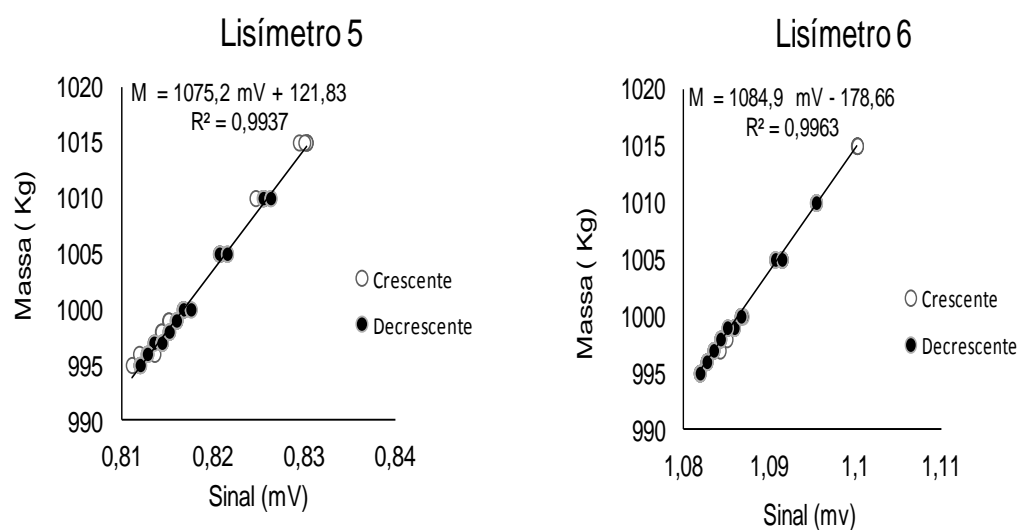 Lisímetro 5
M = 1075,2 mV + 121,83
R² = 0,9937
Massa ( Kg)
1020
1015
1010
1005
1000
995
990
Crescente
Decrescente
0,81 0,82 0,83 0,84
Sinal (mV)
Lisímetro 6
M = 1084,9 mV - 178,66
R² = 0,9963
Massa ( Kg)
1020
1015
1010
1005
1000
995
990
Crescente
Decrescente
1,08 1,09 1,1 1,11
Sinal (mv)